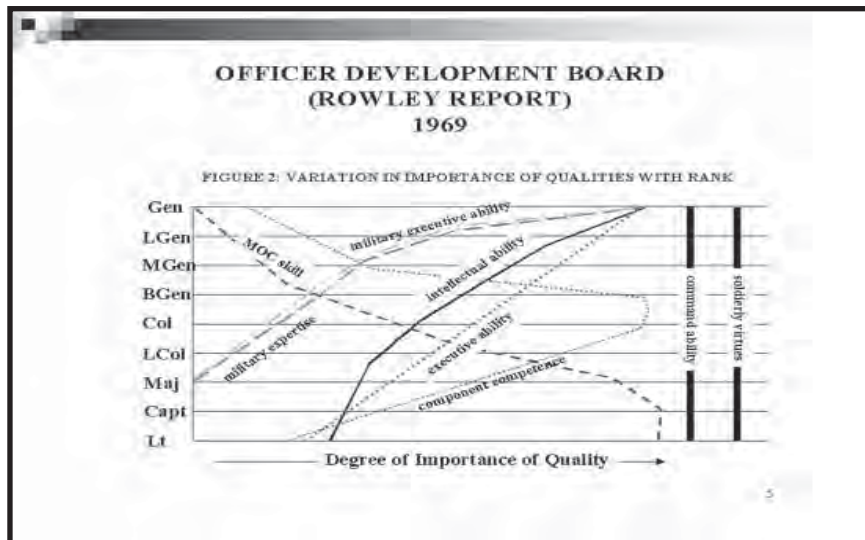 OFFICER DEVELOPMENT BOARD
(ROWLEY REPORT)
1969
FIGURE 2: VARIATION IN IMPORTANCE OF QUALITIES WITH RANK
Gen
LGen
MGen
BGen
Col
LCol
Maj
Capt
Lt
MOC skill
military executive ability
intellectual ability
military expertise
executive ability
component competence
command ability
soldierly virtues
Degree of Importance of Quality
5